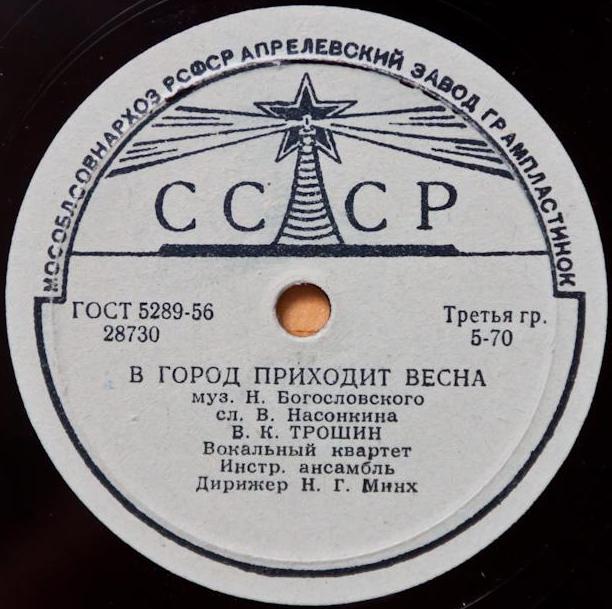 МОСОБЛСОВНАРХОЗ РСФСР АПРЕЛЕВСКИЙ ЗАВОД ГРАМПЛАСТИНОК
СССР
ГОСТ 5289-56
28730
Третья гр.
5-70
В ГОРОД ПРИХОДИТ ВЕСНА
муз. Н. Богословского
сл. В. Насонкина
В. К. ТРОШИН
Вокальный квартет
Инстр. ансамбль
Дирижер Н. Г. Минх